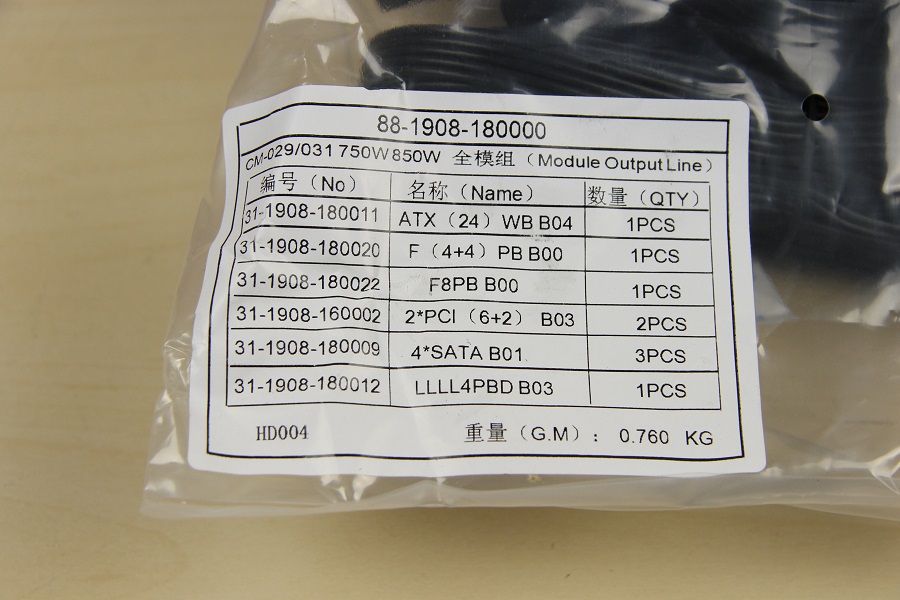 88-1908-180000
CM-029/031 750W 850W 全模组（Module Output Line）
编号（No） 名称（Name） 数量（QTY）
31-1908-180011 ATX（24）WB B04 1PCS
31-1908-180020 F（4+4）PB B00 1PCS
31-1908-180022 F8PB B00 1PCS
31-1908-160002 2*PCI（6+2） B03 2PCS
31-1908-180009 4*SATA B01 3PCS
31-1908-180012 LLLL4PBD B03 1PCS
HD004 重量（G.M）： 0.760 KG